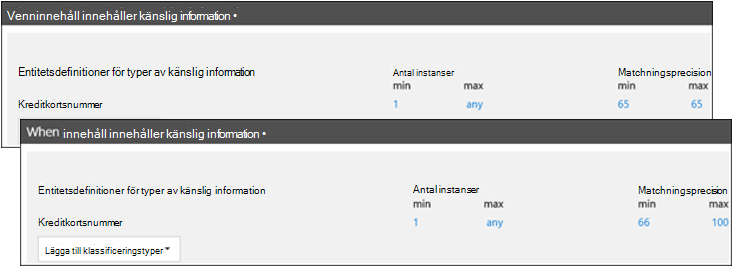 Venninnehåll innehåller känslig information •
Entitetsdefinitioner för typer av känslig information
Antal instanser
Matchningsprecision
min max
min max
Kreditkortsnummer
1 any
65 65
When innehåll innehåller känslig information •
Entitetsdefinitioner för typer av känslig information
Antal instanser
Matchningsprecision
min max
min max
Kreditkortsnummer
1 any
66 100
Lägga till klassificeringstyper